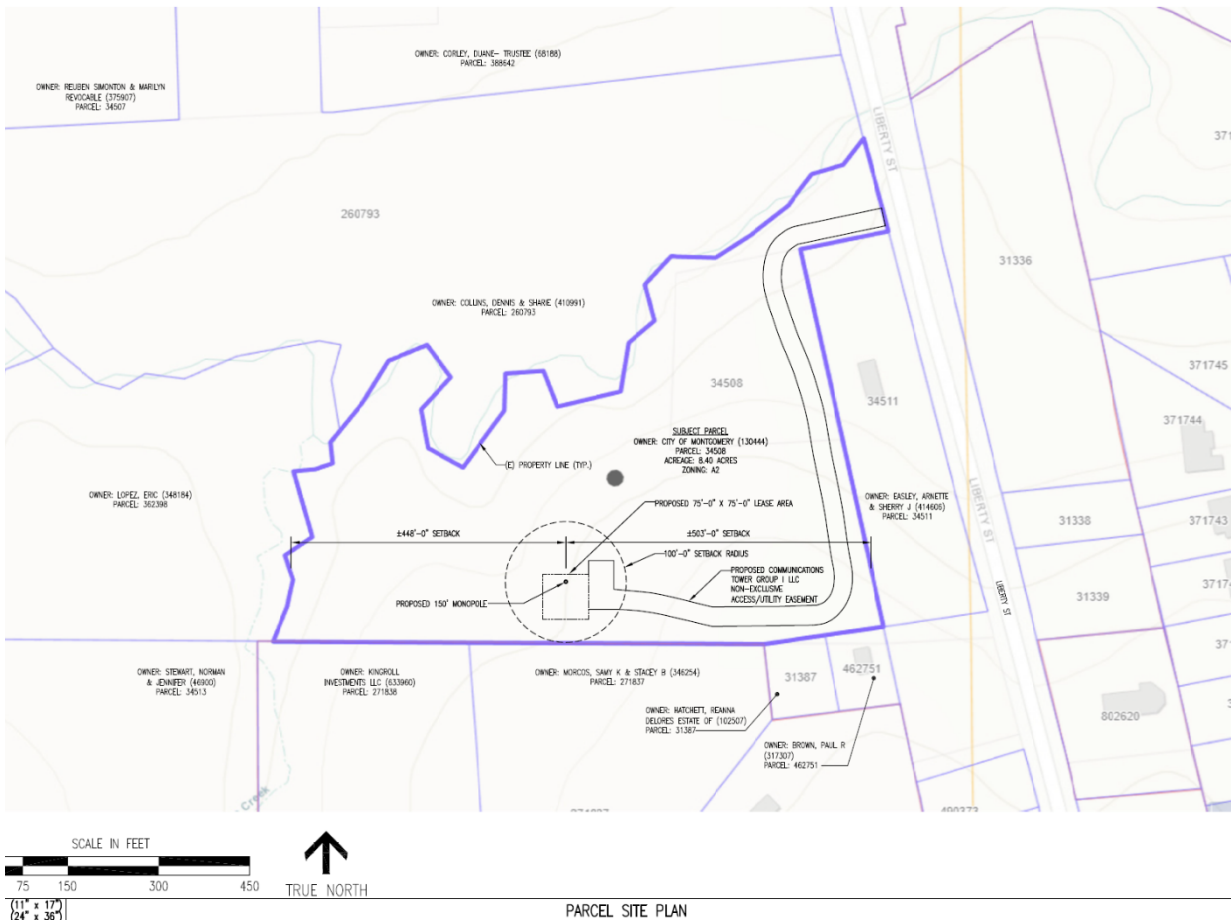 OWNER: CORLEY, DUANE- TRUSTEE (68188)
PARCEL: 388642
OWNER: REUBEN SIMONTON & MARILYN
REVOCABLE (375907)
PARCEL: 34507
LIBERTY ST
371
260793
31336
OWNER: COLLINS, DENNIS & SHARIE (410991)
PARCEL: 260793
371745
34508
34511
371744
SUBJECT PARCEL
OWNER: CITY OF MONTGOMERY (130444)
PARCEL: 34508
ACREAGE: 8.40 ACRES
ZONING: A2
(E) PROPERTY LINE (TYP.)
OWNER: LOPEZ, ERIC (348184)
PARCEL: 362398
PROPOSED 75'-0" X 75'-0" LEASE AREA
OWNER: EASLEY, ARNETTE
& SHERRY J (414606)
PARCEL: 34511
LIBERTY ST
31338
371743
±448'-0" SETBACK
±503'-0" SETBACK
100'-0" SETBACK RADIUS
PROPOSED COMMUNICATIONS
TOWER GROUP I LLC
NON-EXCLUSIVE
ACCESS/UTILITY EASEMENT
PROPOSED 150' MONOPOLE
LIBERTY ST
31339
3717
37
OWNER: STEWART, NORMAN
& JENNIFER (46900)
PARCEL: 34513
OWNER: KINGROLL
INVESTMENTS LLC (633960)
PARCEL: 271838
OWNER: MORCOS, SAMY K & STACEY B (346254)
PARCEL: 271837
31387
462751
OWNER: HATCHETT, REANNA
DELORES ESTATE OF (102507)
PARCEL: 31387
802620
OWNER: BROWN, PAUL R
(317307)
PARCEL: 462751
Creek
SCALE IN FEET
75 150 300 450
TRUE NORTH
(11" x 17")
(24" x 36")
PARCEL SITE PLAN